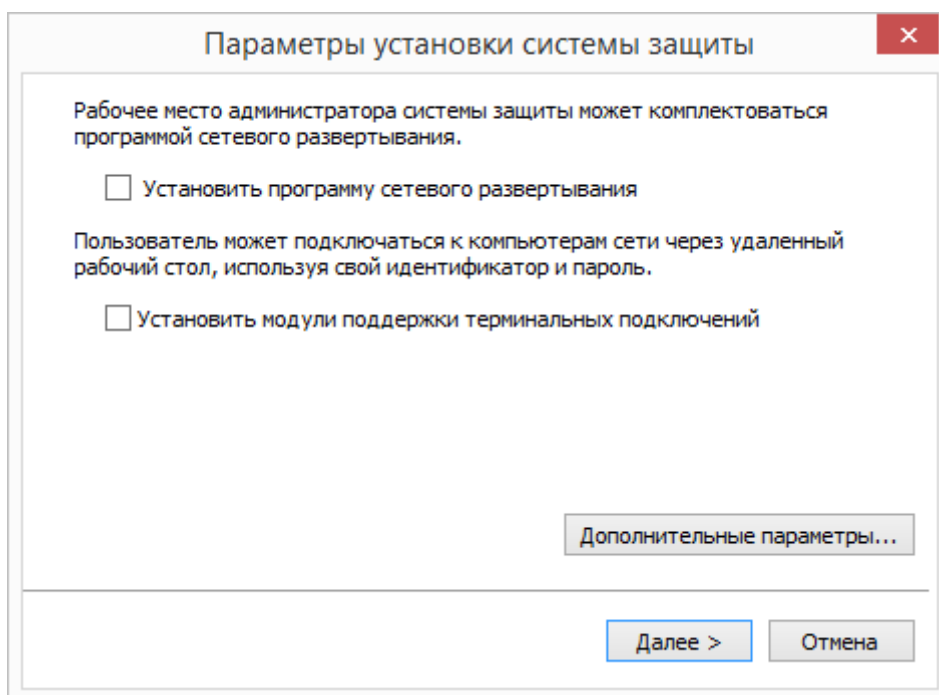 Параметры установки системы защиты
Рабочее место администратора системы защиты может комплектоваться
программой сетевого развертывания.
Установить программу сетевого развертывания
Пользователь может подключаться к компьютерам сети через удаленный
рабочий стол, используя свой идентификатор и пароль.
Установить модули поддержки терминальных подключений
Дополнительные параметры...
Далее >
Отмена